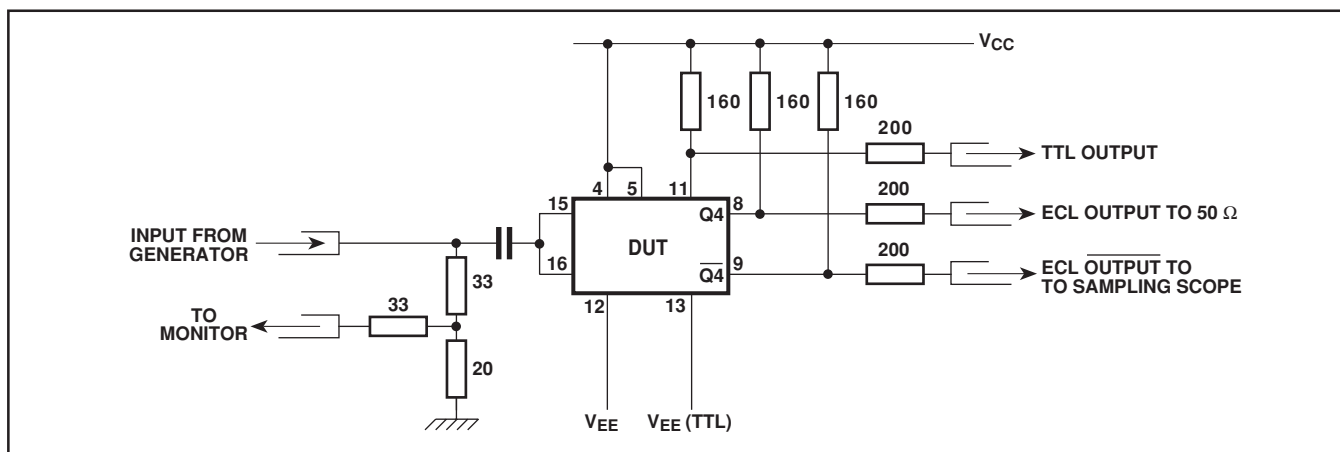 VCC
160
160
160
200
TTL OUTPUT
4
5
11
15
Q4
8
200
ECL OUTPUT TO 50 Ω
INPUT FROM
GENERATOR
DUT
16
Q4
9
200
ECL OUTPUT TO
TO SAMPLING SCOPE
33
12
13
TO
MONITOR
33
20
VEE
VEE (TTL)